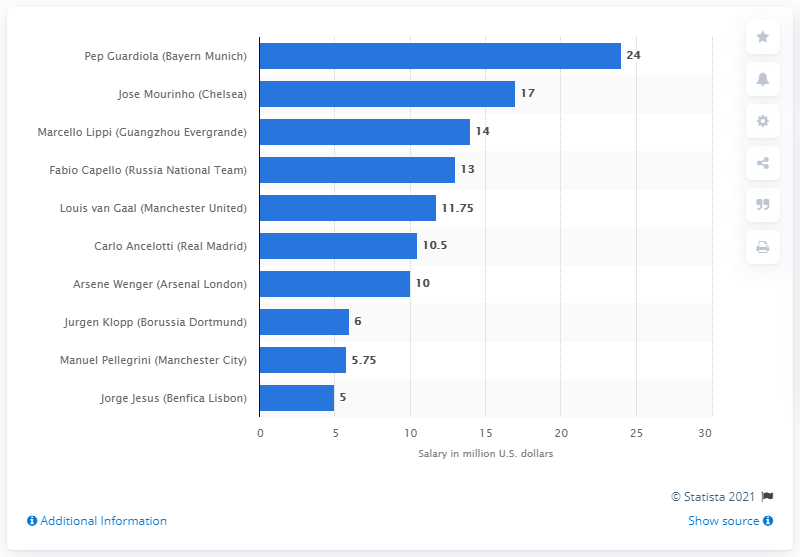 Pep Guardiola (Bayern Munich) 24
Jose Mourinho (Chelsea) 17
Marcello Lippi (Guangzhou Evergrande) 14
Fabio Capello (Russia National Team) 13
Louis van Gaal (Manchester United) 11.75
Carlo Ancelotti (Real Madrid) 10.5
Arsene Wenger (Arsenal London) 10
Jurgen Klopp (Borussia Dortmund) 6
Manuel Pellegrini (Manchester City) 5.75
Jorge Jesus (Benfica Lisbon) 5
0 5 10 15 20 25 30
Salary in million U.S. dollars
© Statista 2021
Additional Information Show source